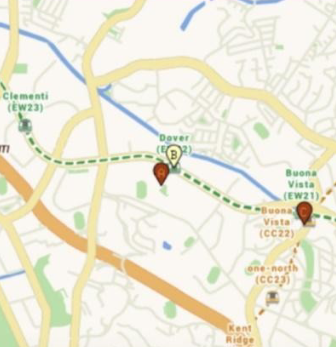 Clementi
(EW23)
m
Dover
B
Buona
Vista
(EW21)
Buona
Vista
(CC22)
one-north
(CC23)
Kent
Ridge